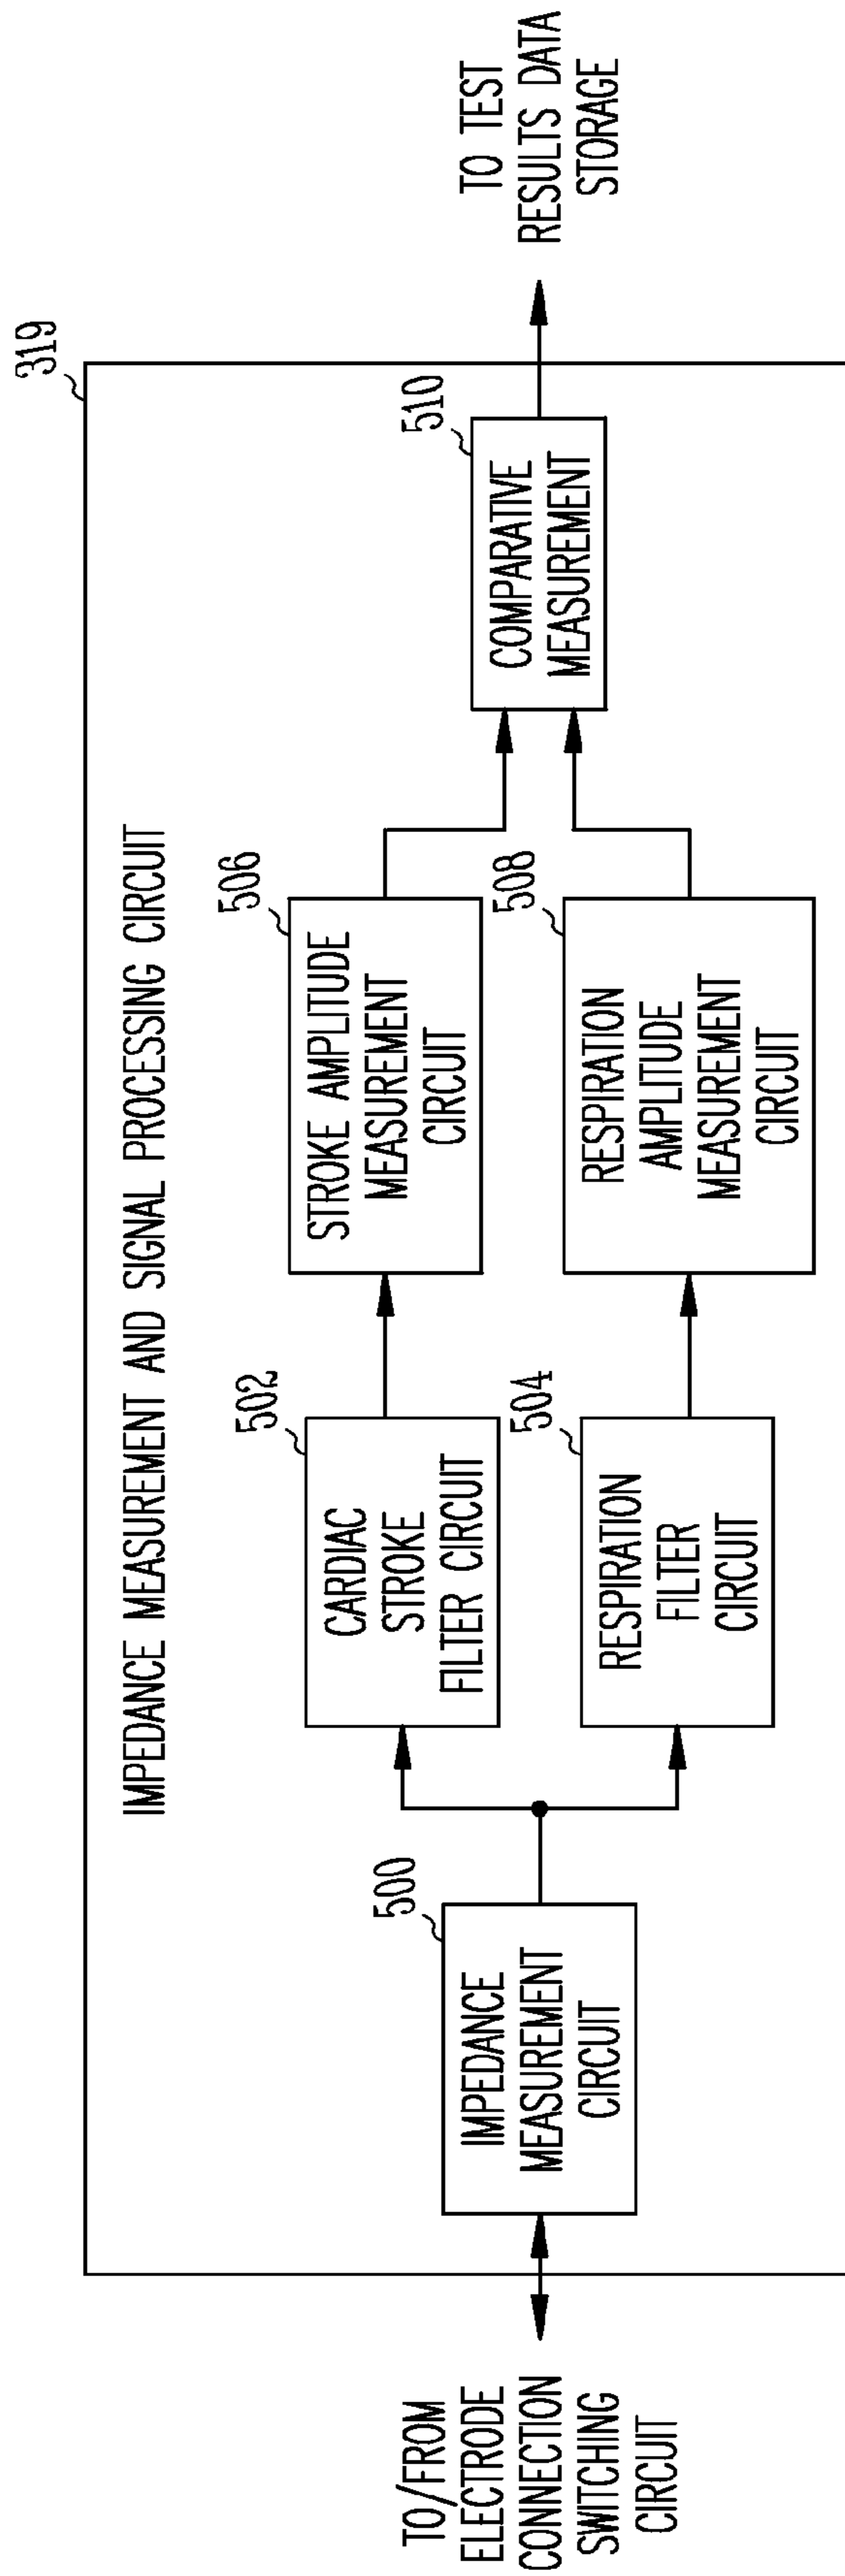 319
IMPEDANCE MEASUREMENT AND SIGNAL PROCESSING CIRCUIT
TO/FROM
ELECTRODE
CONNECTION
SWITCHING
CIRCUIT
500
IMPEDANCE
MEASUREMENT
CIRCUIT
502
CARDIAC
STROKE
FILTER CIRCUIT
504
RESPIRATION
FILTER
CIRCUIT
506
STROKE AMPLITUDE
MEASUREMENT
CIRCUIT
508
RESPIRATION
AMPLITUDE
MEASUREMENT
CIRCUIT
510
COMPARATIVE
MEASUREMENT
TO TEST
RESULTS DATA
STORAGE